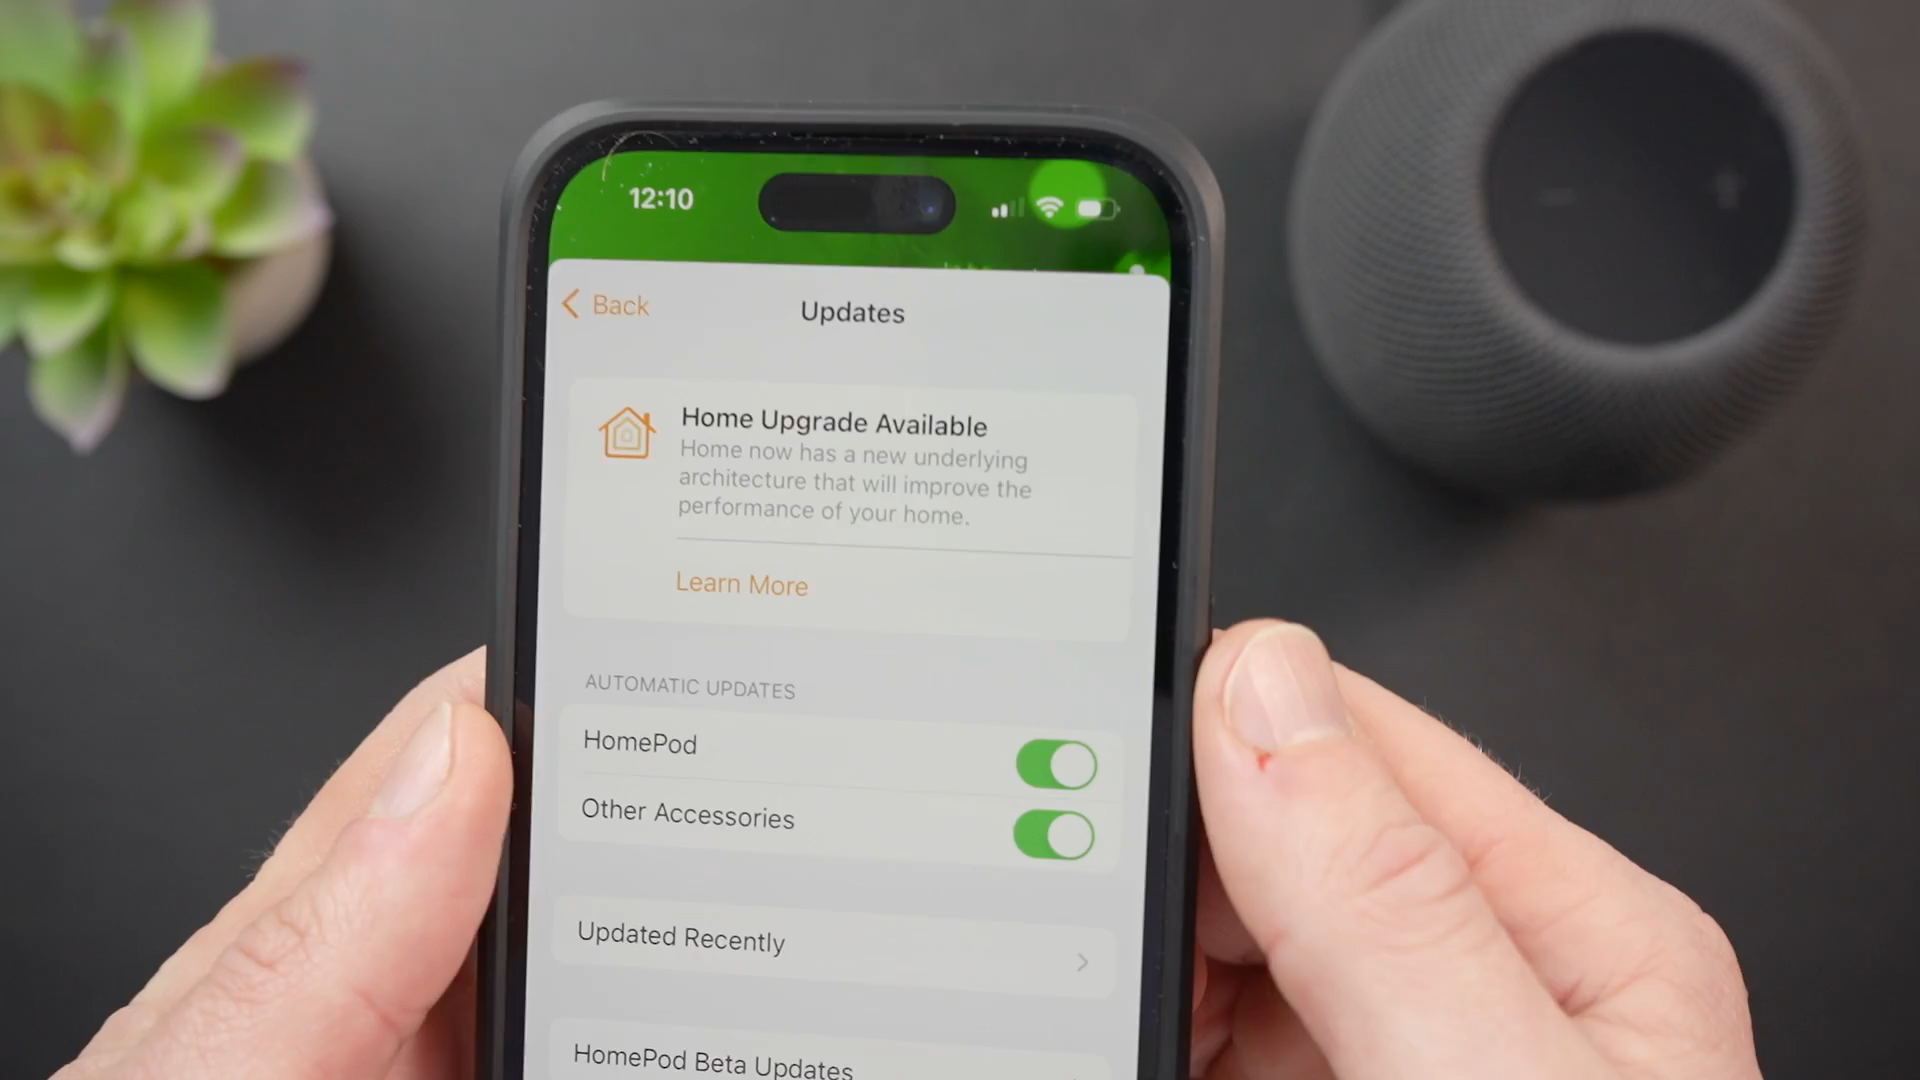 12:10
Back
Updates
Home Upgrade Available
Home now has a new underlying
architecture that will improve the
performance of your home.
Learn More
AUTOMATIC UPDATES
HomePod
Other Accessories
Updated Recently
HomePod Beta Updates